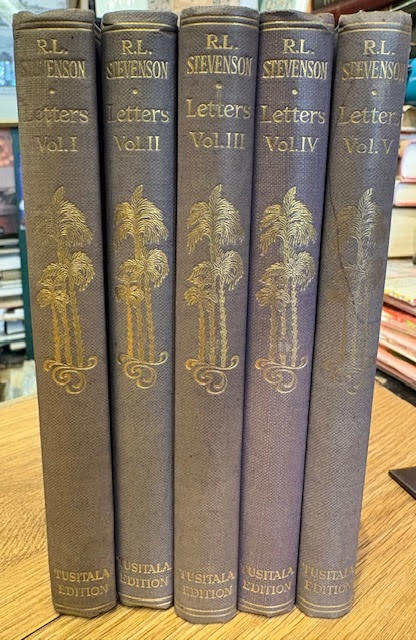 R.L.
STEVENSON
Letters
Vol. I
TUSITALA
EDITION
R.L.
STEVENSON
Letters
Vol. II
TUSITALA
EDITION
R.L.
STEVENSON
Letters
Vol. III
TUSITALA
EDITION
R.L.
STEVENSON
Letters
Vol. IV
TUSITALA
EDITION
R.L.
STEVENSON
Letters
Vol. V
TUSITALA
EDITION